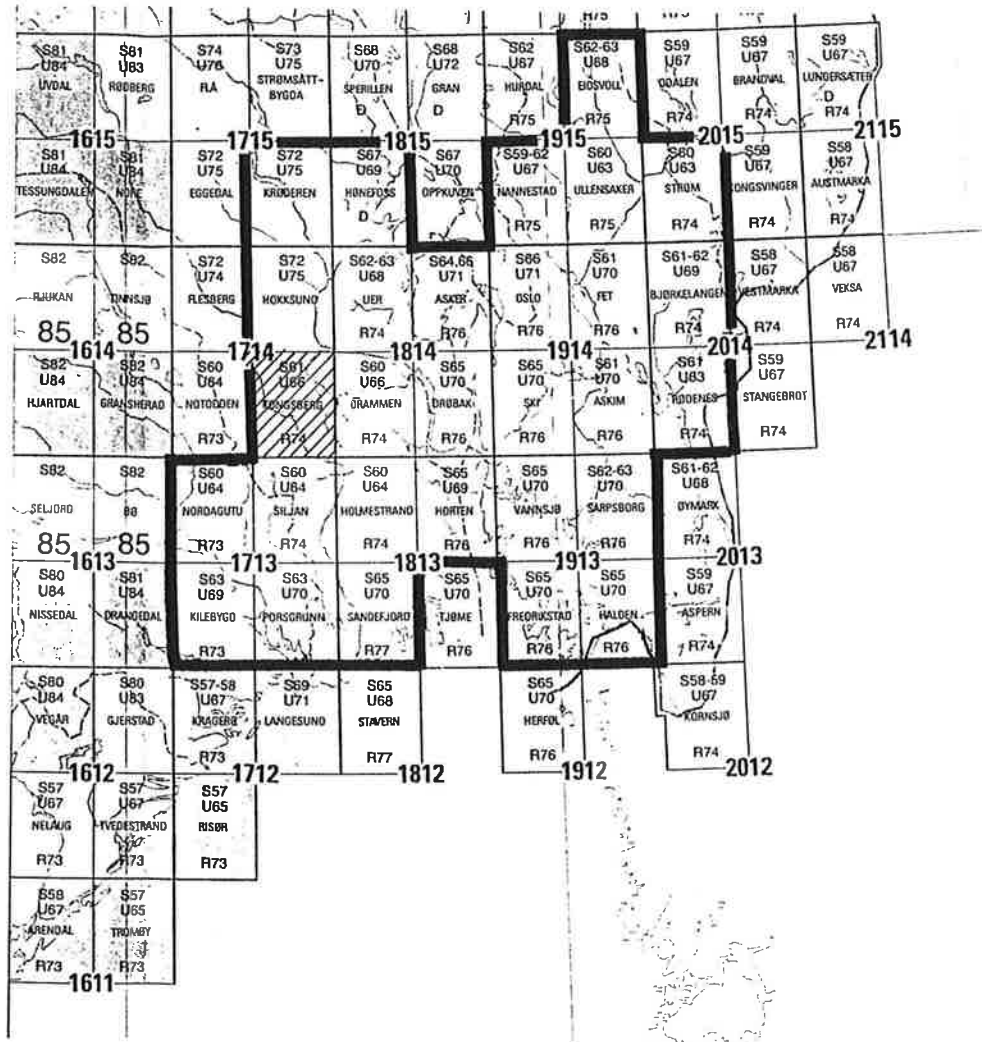 R75
R73
S81
U84
UVDAL
S81
U83
RØDBERG
S74
U76
FLÅ
S73
U75
STRØMSÅTT-
BYGDA
S68
U70
SPERILLEN
D
S68
U72
GRAN
D
S62
U67
HURDAL
R75
S62-63
U68
EIDSVOLL
R75
S59
U67
ODALEN
R74
S59
U67
BRANDVAL
R74
S59
U67
LUNGERSÆTER
D
R74
1615
1715
1815
1915
2015
2115
S81
U84
TESSUNGDALEN
S81
U84
NORE
S72
U75
EGGEDAL
S72
U75
KRØDEREN
S67
U69
HØNEFOSS
D
S67
U70
OPPKUVEN
S59-62
U67
NANNESTAD
R75
S60
U63
ULLENSAKER
R75
S60
U63
STRØM
R74
S59
U67
KONGSVINGER
R74
S58
U67
AUSTMARKA
R74
S82
RJUKAN
85
S82
TINNSJØ
85
S72
U74
FLESBERG
S72
U75
HOKKSUND
S62-63
U68
LIER
R74
S64,66
U71
ASKER
R76
S66
U71
OSLO
R76
S61
U70
FET
R76
S61-62
U69
BJØRKELANGEN
R74
S58
U67
VESTMARKA
R74
S58
U67
VEKSA
R74
1614
1714
1814
1914
2014
2114
S82
U84
HJARTDAL
S82
U84
GRANSHERAD
S60
U64
NOTODDEN
R73
S61
U66
KONGSBERG
R74
S60
U66
DRAMMEN
R74
S65
U70
DRØBAK
R76
S65
U70
SKI
R76
S61
U70
ASKIM
R76
S61
U83
RØDENES
R74
S59
U67
STANGEBROT
R74
S82
SELJORD
85
S82
BØ
85
S60
U64
NORDAGUTU
R73
S60
U64
SILJAN
R74
S60
U64
HOLMESTRAND
R74
S65
U69
HORTEN
R76
S65
U70
VANNSJØ
R76
S62-63
U70
SARPSBORG
R76
S61-62
U68
ØYMARK
R74
1613
1713
1813
1913
2013
S80
U84
NISSEDAL
S81
U84
DRANGEDAL
S63
U69
KILEBYGD
R73
S63
U70
PORSGRUNN
S65
U70
SANDEFJORD
R77
S65
U70
TJØME
R76
S65
U70
FREDRIKSTAD
R76
S65
U70
HALDEN
R76
S59
U67
ASPERN
R74
S80
U84
VEGÅR
S80
U83
GJERSTAD
S57-58
U67
KRAGERØ
R73
S69
U71
LANGESUND
S65
U68
STAVERN
R77
S65
U70
HERFØL
R76
S58-59
U67
KORNSJØ
R74
1612
1712
1812
1912
2012
S57
U67
NELAUG
R73
S57
U67
TVEDESTRAND
R73
S57
U65
RISØR
R73
S58
U67
ARENDAL
R73
S57
U65
TROMØY
R73
1611